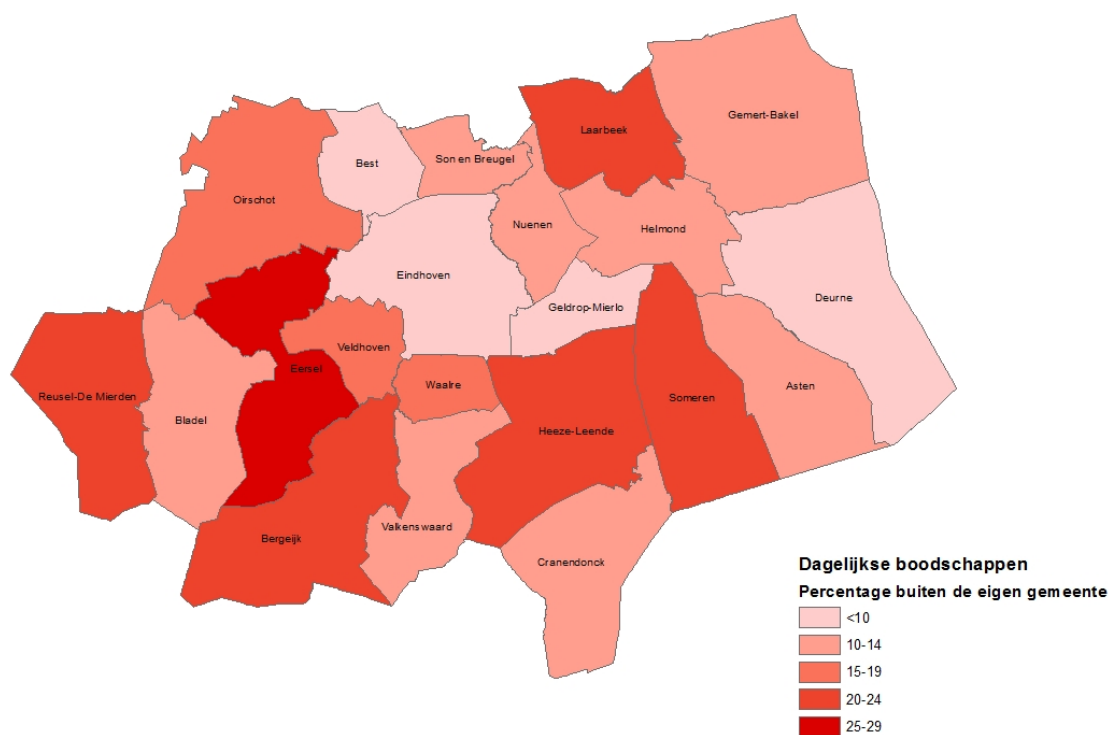 Gemert-Bakel
Laarbeek
Best
Son en Breugel
Oirschot
Nuenen
Helmond
Eindhoven
Deurne
Geldrop-Mierlo
Veldhoven
Eersel
Waalre
Asten
Reusel-De Mierden
Someren
Bladel
Heeze-Leende
Valkenswaard
Bergeijk
Cranendonck
Dagelijkse boodschappen
Percentage buiten de eigen gemeente
<10
10-14
15-19
20-24
25-29